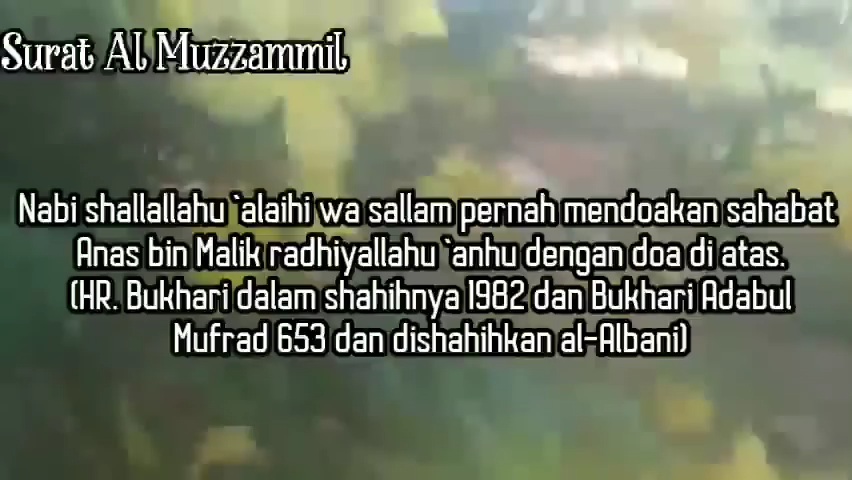 Surat Al Muzzammil
Nabi shallallahu `alaihi wa sallam pernah mendoakan sahabat
Anas bin Malik radhiyallahu `anhu dengan doa di atas.
(HR. Bukhari dalam shahihnya 1982 dan Bukhari Adabul
Mufrad 653 dan dishahihkan al-Albani)